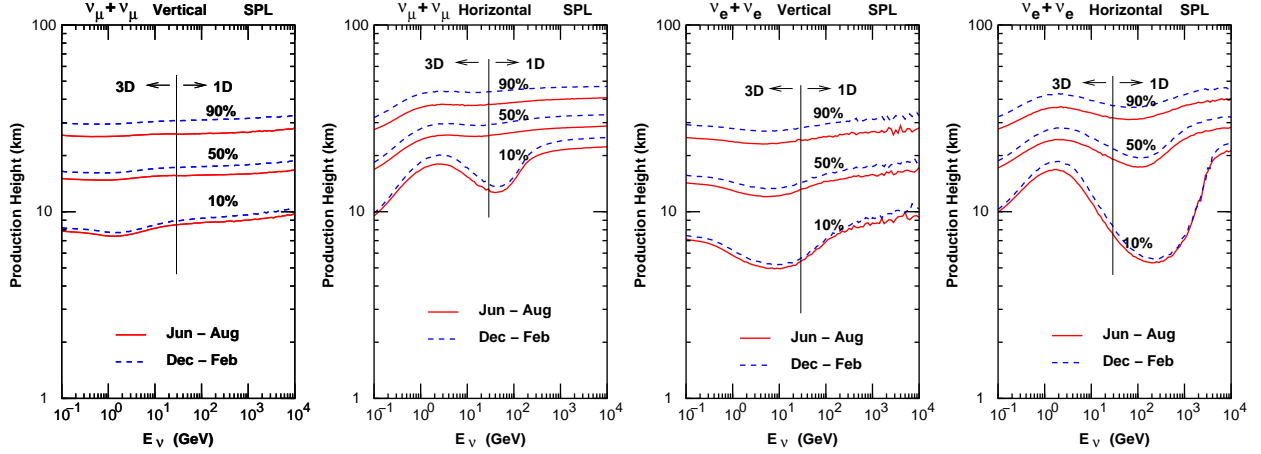 ν_μ + ν_μ Vertical SPL
Production Height (km)
100
10
1
3D ← → 1D
90%
50%
10%
Jun − Aug
Dec − Feb
10^−1 10^0 10^1 10^2 10^3 10^4
E_ν (GeV)
ν_μ + ν_μ Horizontal SPL
Production Height (km)
100
10
1
3D ← → 1D
90%
50%
10%
Jun − Aug
Dec − Feb
10^−1 10^0 10^1 10^2 10^3 10^4
E_ν (GeV)
ν_e + ν_e Vertical SPL
Production Height (km)
100
10
1
3D ← → 1D
90%
50%
10%
Jun − Aug
Dec − Feb
10^−1 10^0 10^1 10^2 10^3 10^4
E_ν (GeV)
ν_e + ν_e Horizontal SPL
Production Height (km)
100
10
1
3D ← → 1D
90%
50%
10%
Jun − Aug
Dec − Feb
10^−1 10^0 10^1 10^2 10^3 10^4
E_ν (GeV)